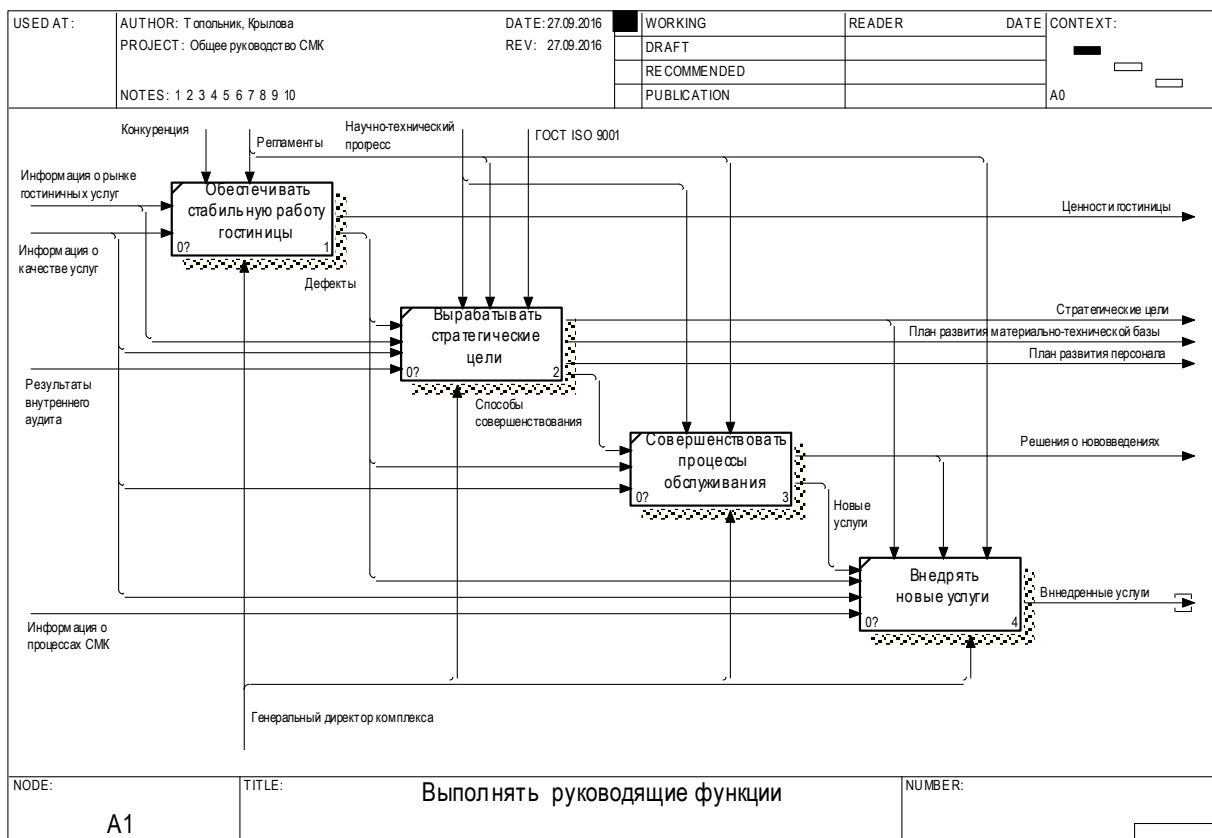 USED AT:
AUTHOR: Топольник, Крылова
DATE: 27.09.2016
PROJECT: Общее руководство СМК
REV: 27.09.2016
NOTES: 1 2 3 4 5 6 7 8 9 10
WORKING
DRAFT
RECOMMENDED
PUBLICATION
READER
DATE
CONTEXT:
A0
Конкуренция
Регламенты
Научно-технический
прогресс
ГОСТ ISO 9001
Информация о рынке
гостиничных услуг
Обеспечивать
стабильную работу
гостиницы
0?
1
Ценности гостиницы
Информация о
качестве услуг
Дефекты
Вырабатывать
стратегические
цели
0?
2
Стратегические цели
План развития материально-технической базы
План развития персонала
Результаты
внутреннего
аудита
Способы
совершенствования
Совершенствовать
процессы
обслуживания
0?
3
Решения о нововведениях
Новые
услуги
Внедрять
новые услуги
0?
4
Вннедренные услуги
Информация о
процессах СМК
Генеральный директор комплекса
NODE:
A1
TITLE:
Выполнять руководящие функции
NUMBER: